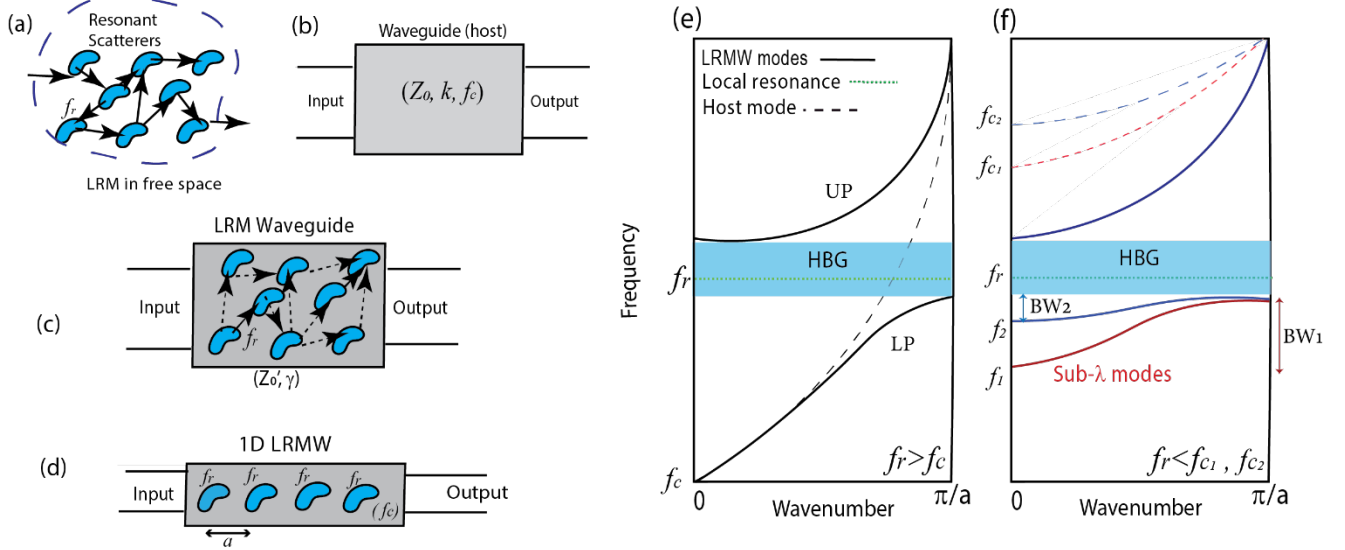 (a)
Resonant
Scatterers
fr
LRM in free space
(b)
Waveguide (host)
Input
(Z0, k, fc)
Output
LRM Waveguide
Input
Output
fr
(c)
(Z0', γ)
1D LRMW
(d)
Input
fr
fr
fr
fr
(fc)
Output
a
(e)
LRMW modes
Local resonance
Host mode
UP
HBG
fr
Frequency
LP
fr>fc
fc
0
Wavenumber
π/a
(f)
fc2
fc1
HBG
fr
BW2
f2
BW1
f1
Sub-λ modes
fr<fc1 , fc2
0
Wavenumber
π/a